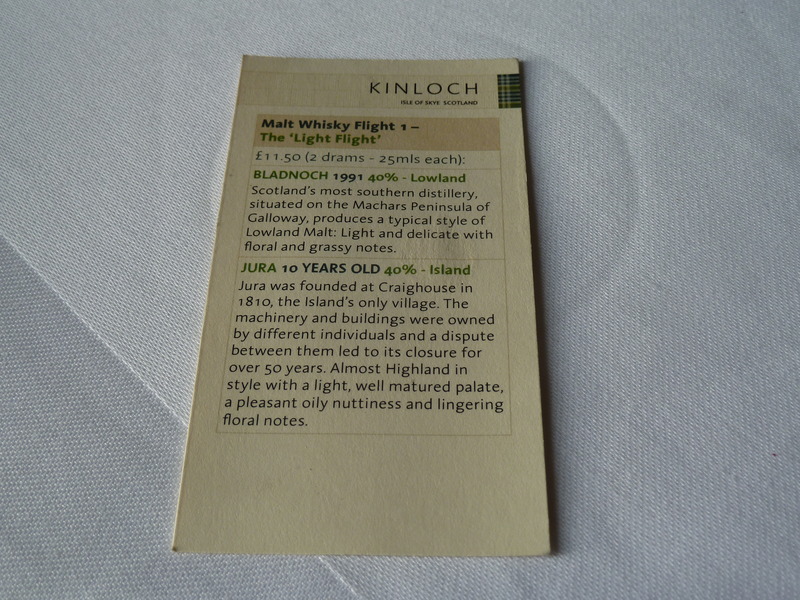 KINLOCH
ISLE OF SKYE SCOTLAND
Malt Whisky Flight 1 –
The ‘Light Flight’
£11.50 (2 drams - 25mls each):
BLADNOCH 1991 40% - Lowland
Scotland's most southern distillery,
situated on the Machars Peninsula of
Galloway, produces a typical style of
Lowland Malt: Light and delicate with
floral and grassy notes.
JURA 10 YEARS OLD 40% - Island
Jura was founded at Craighouse in
1810, the Island's only village. The
machinery and buildings were owned
by different individuals and a dispute
between them led to its closure for
over 50 years. Almost Highland in
style with a light, well matured palate,
a pleasant oily nuttiness and lingering
floral notes.